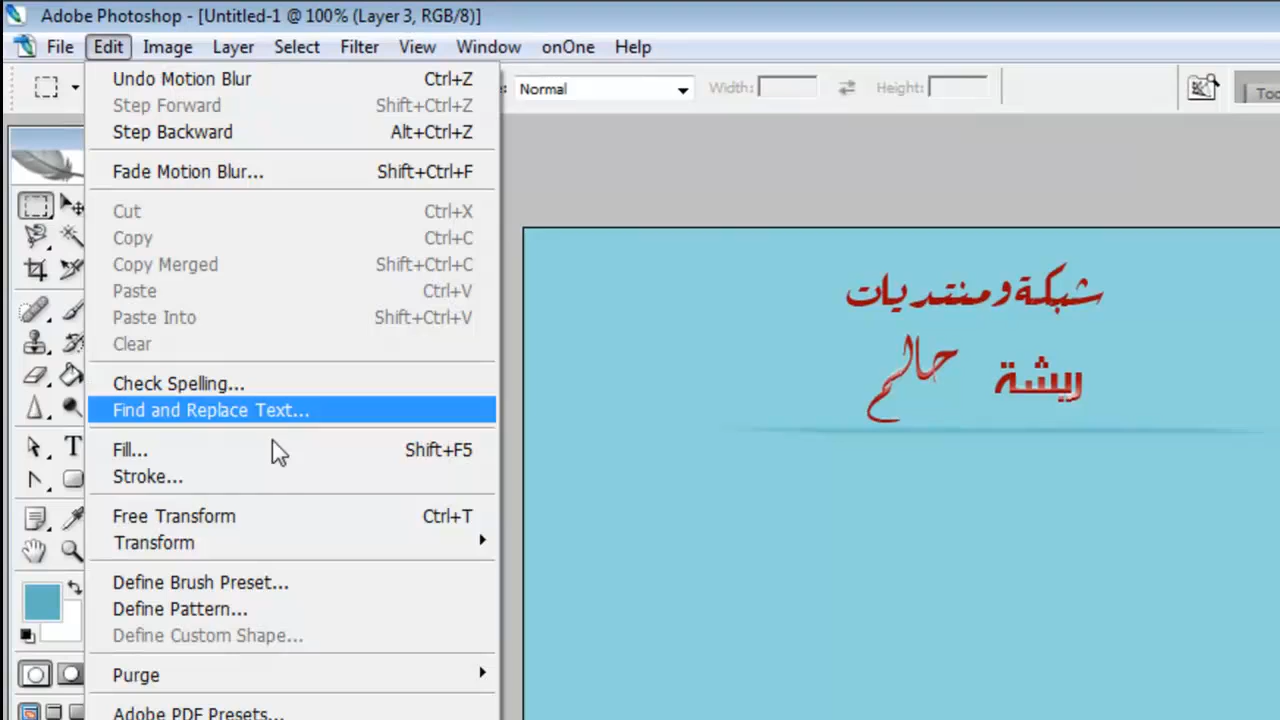 Adobe Photoshop - [Untitled-1 @ 100% (Layer 3, RGB/8)]
File Edit Image Layer Select Filter View Window onOne Help
Normal Width: Height:
Undo Motion Blur Ctrl+Z
Step Forward Shift+Ctrl+Z
Step Backward Alt+Ctrl+Z
Fade Motion Blur... Shift+Ctrl+F
Cut Ctrl+X
Copy Ctrl+C
Copy Merged Shift+Ctrl+C
Paste Ctrl+V
Paste Into Shift+Ctrl+V
Clear
Check Spelling...
Find and Replace Text...
Fill... Shift+F5
Stroke...
Free Transform Ctrl+T
Transform
Define Brush Preset...
Define Pattern...
Define Custom Shape...
Purge
Adobe PDF Presets...
شبكة ومنتديات
ريشة حالم